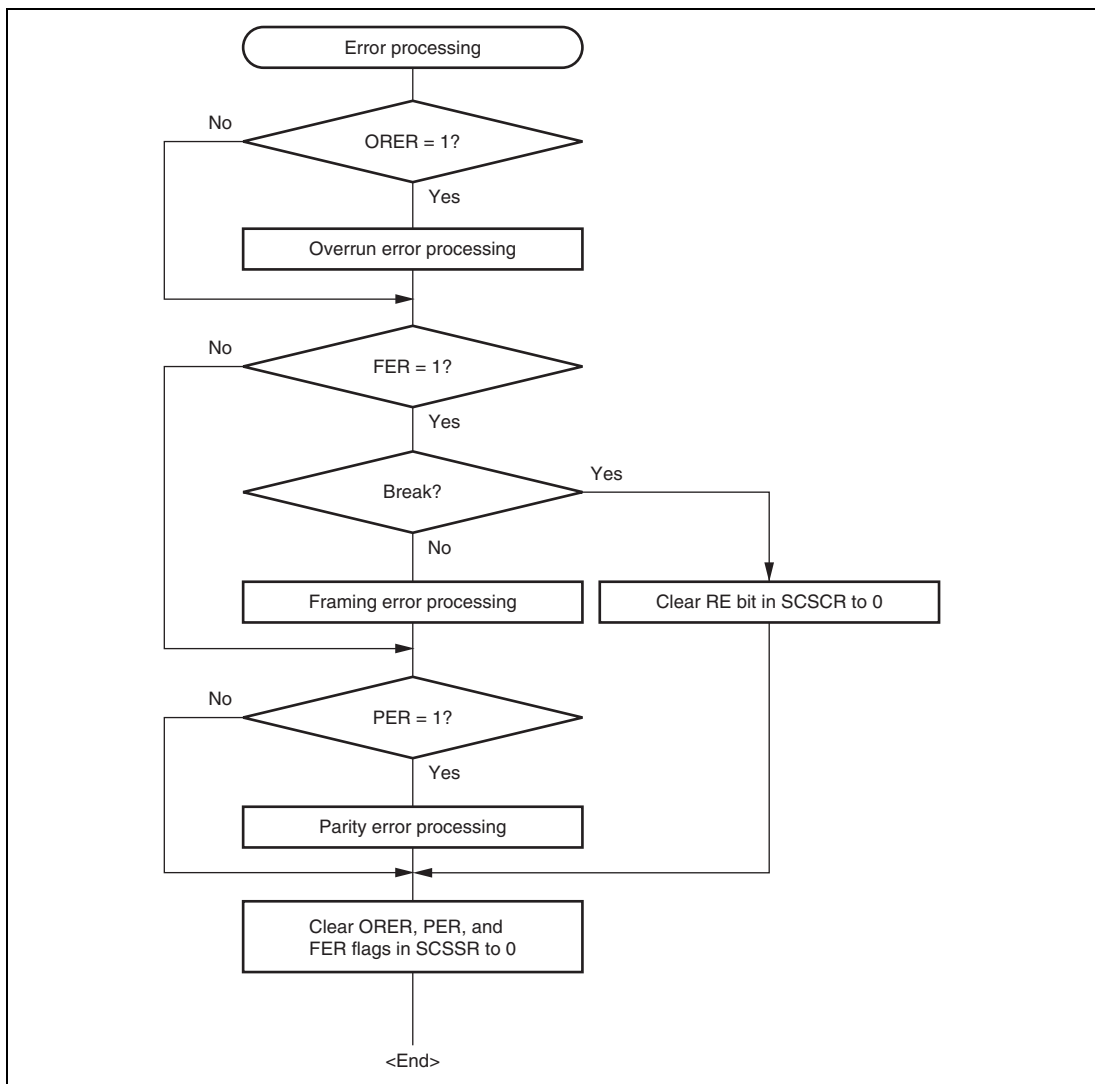 Error processing
No
ORER = 1?
Yes
Overrun error processing
No
FER = 1?
Yes
Yes
Break?
No
Framing error processing
Clear RE bit in SCSCR to 0
No
PER = 1?
Yes
Parity error processing
Clear ORER, PER, and
FER flags in SCSSR to 0
<End>